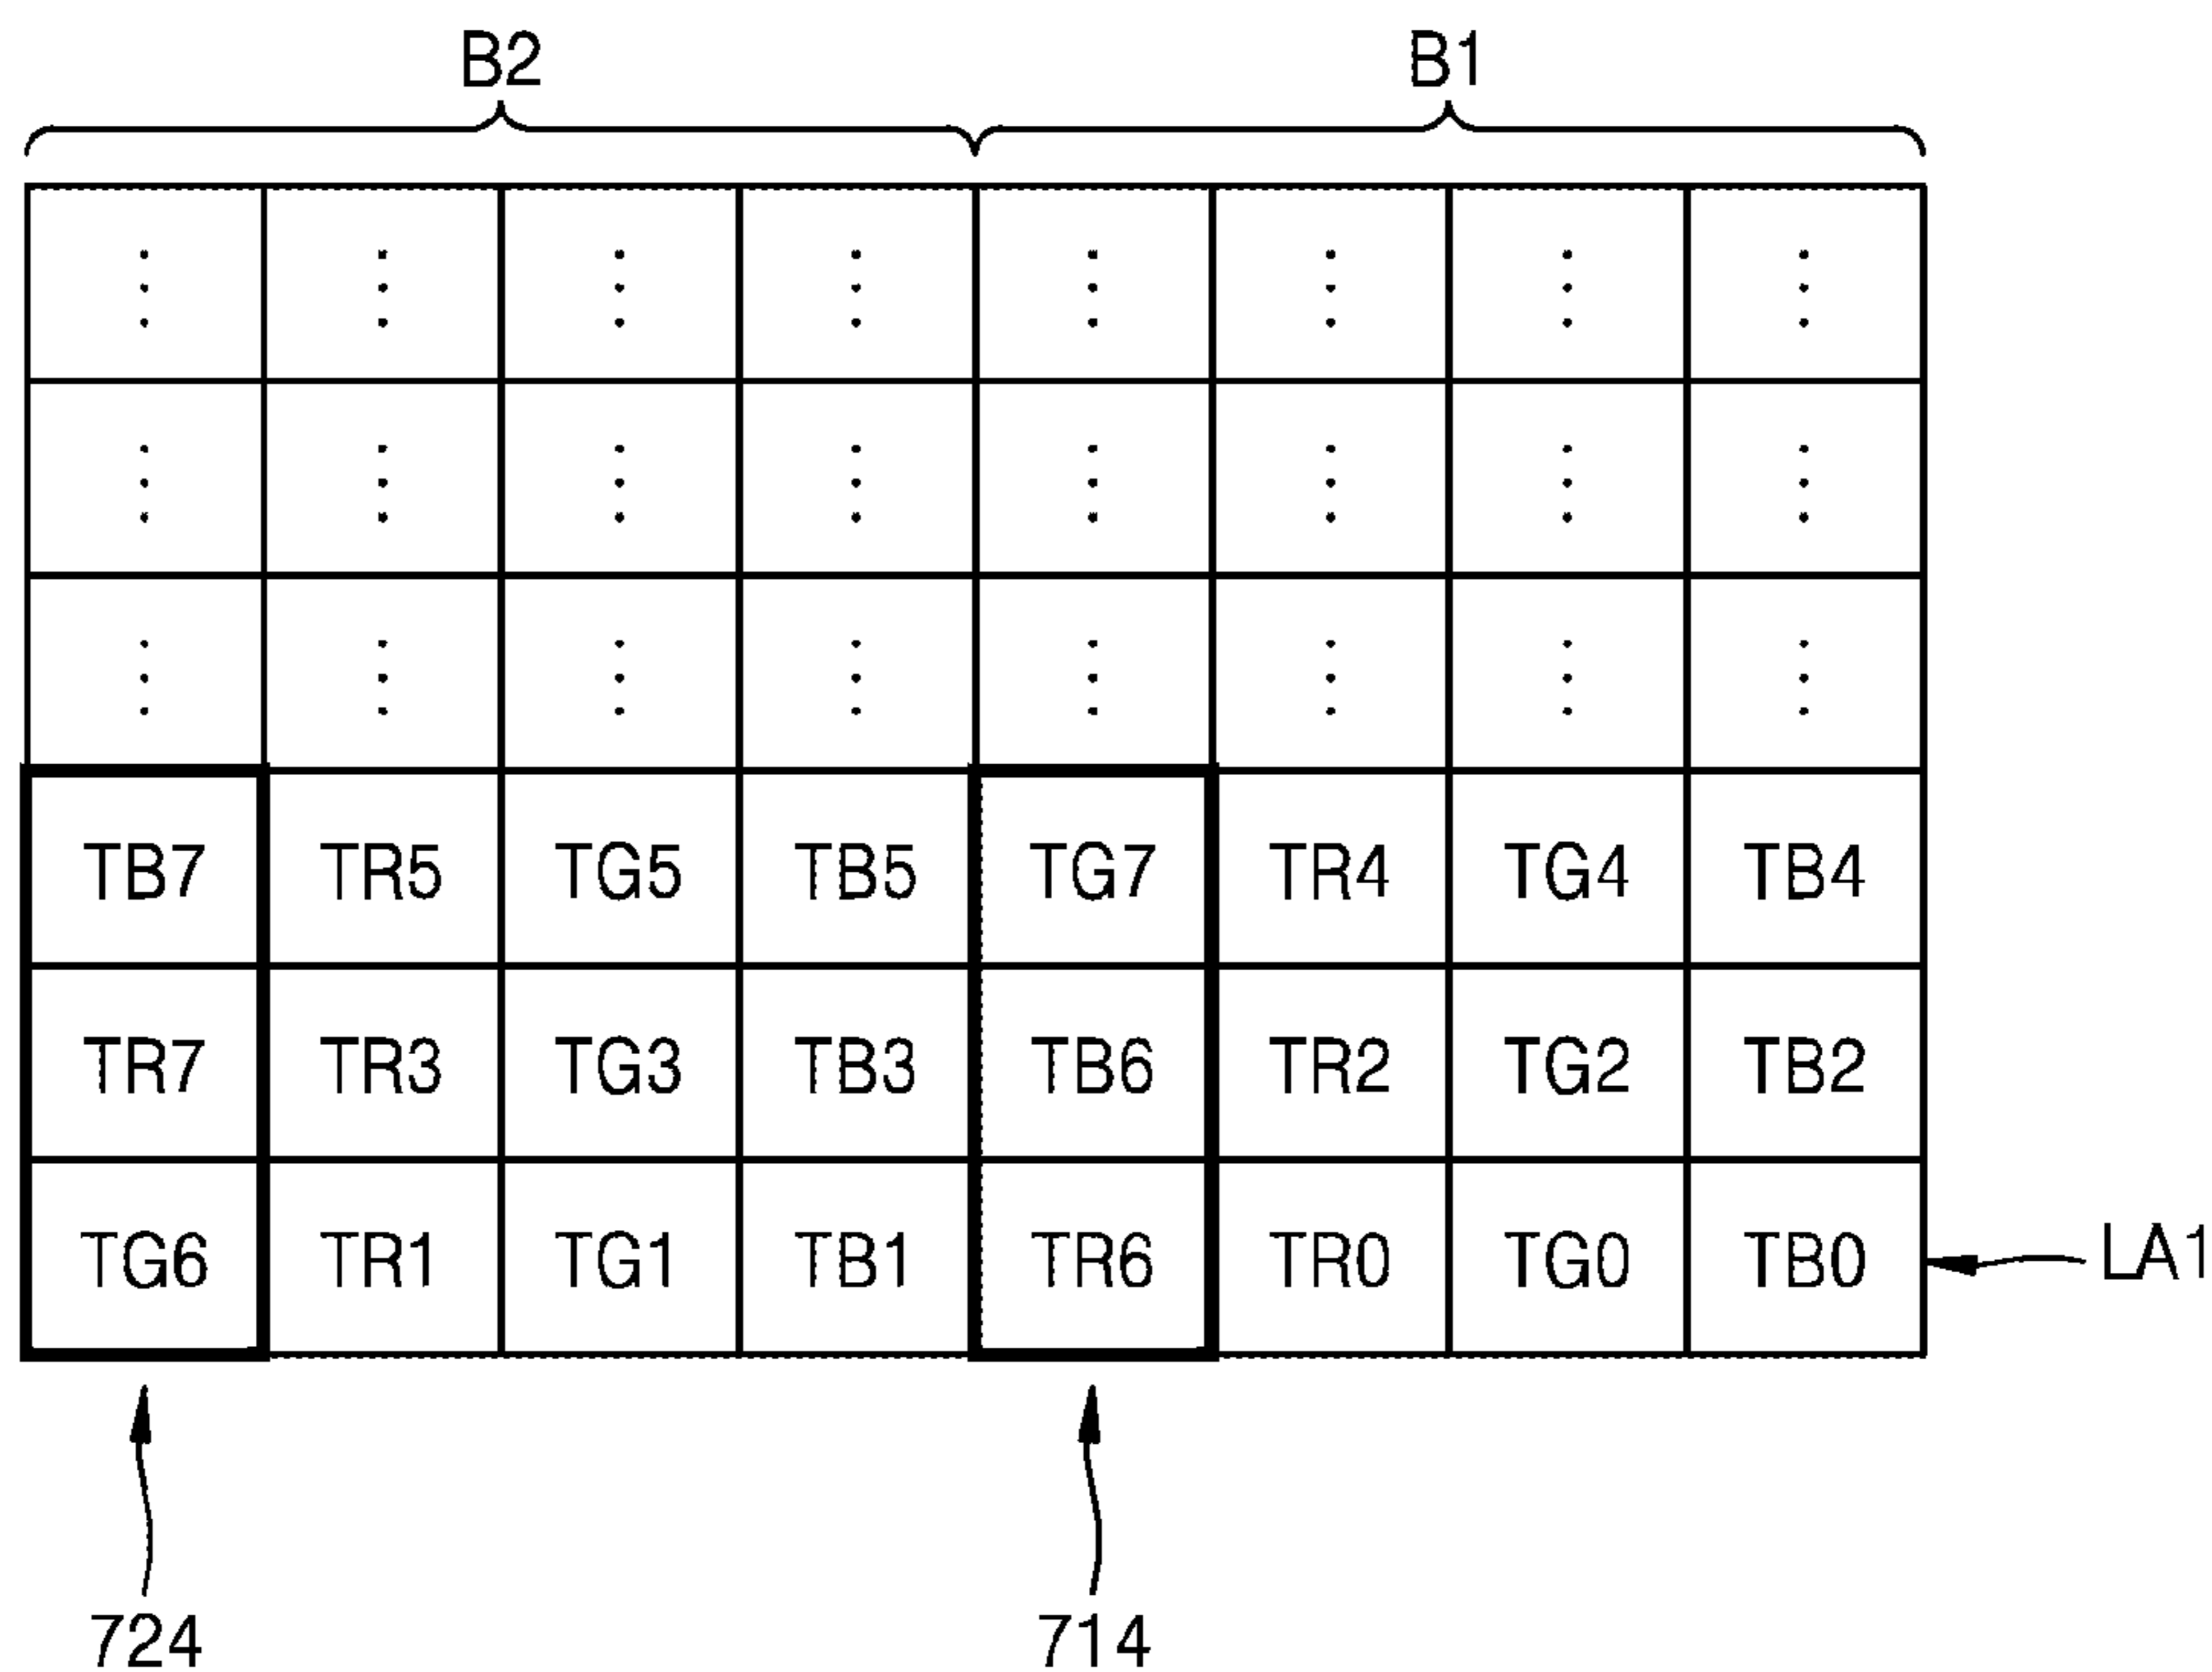 B2 B1
⋮ ⋮ ⋮ ⋮ ⋮ ⋮ ⋮ ⋮
⋮ ⋮ ⋮ ⋮ ⋮ ⋮ ⋮ ⋮
⋮ ⋮ ⋮ ⋮ ⋮ ⋮ ⋮ ⋮
TB7 TR5 TG5 TB5 TG7 TR4 TG4 TB4
TR7 TR3 TG3 TB3 TB6 TR2 TG2 TB2
TG6 TR1 TG1 TB1 TR6 TR0 TG0 TB0 LA1
724 714